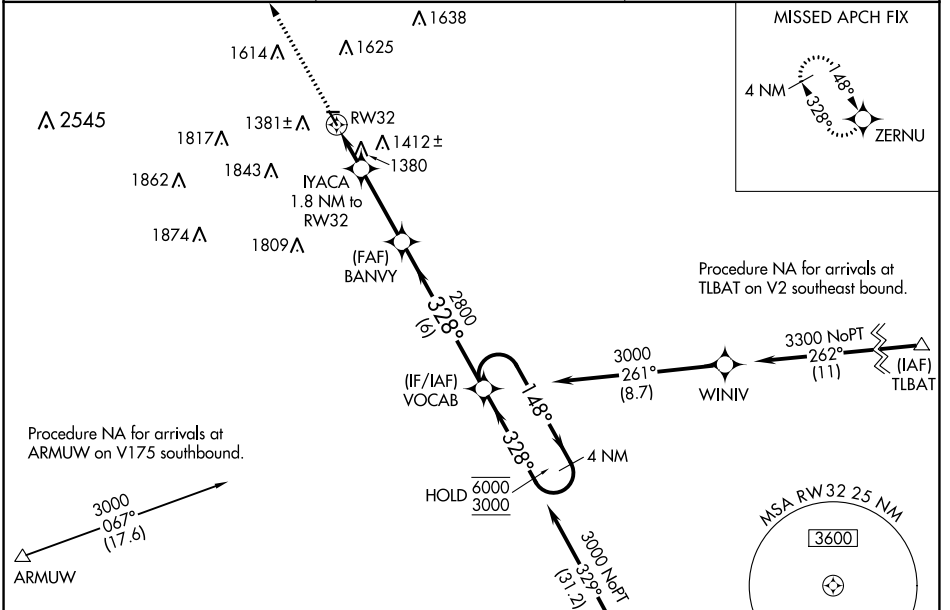 1638
1625
1614
MISSED APCH FIX
4 NM
148°
328°
ZERNU
2545
1817
1381±
RW32
1412±
1380
1862
1843
IYACA
1.8 NM to
RW32
1874
1809
(FAF)
BANVY
2800
328°
(6)
Procedure NA for arrivals at
TLBAT on V2 southeast bound.
3300 NoPT
262°
(11)
(IAF)
TLBAT
3000
261°
(8.7)
WINIV
(IF/IAF)
VOCAB
148°
328°
4 NM
HOLD 6000
3000
Procedure NA for arrivals at
ARMUW on V175 southbound.
3000
067°
(17.6)
ARMUW
3000 NoPT
329°
(31.2)
MSA RW32 25 NM
3600